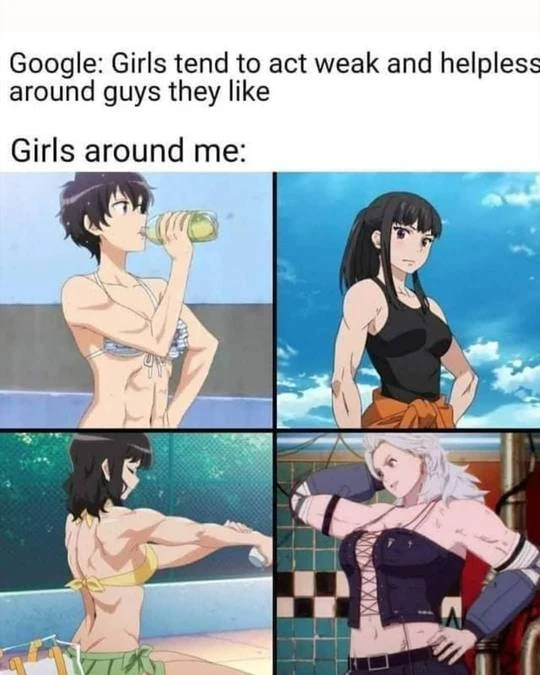 Google: Girls tend to act weak and helpless
around guys they like
Girls around me: